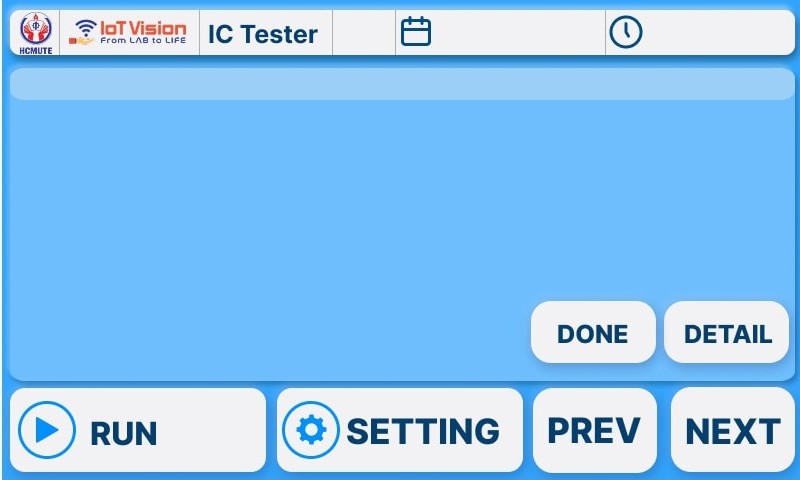 HCMUTE
IoT Vision
From LAB to LIFE
IC Tester
DONE
DETAIL
RUN
SETTING
PREV
NEXT